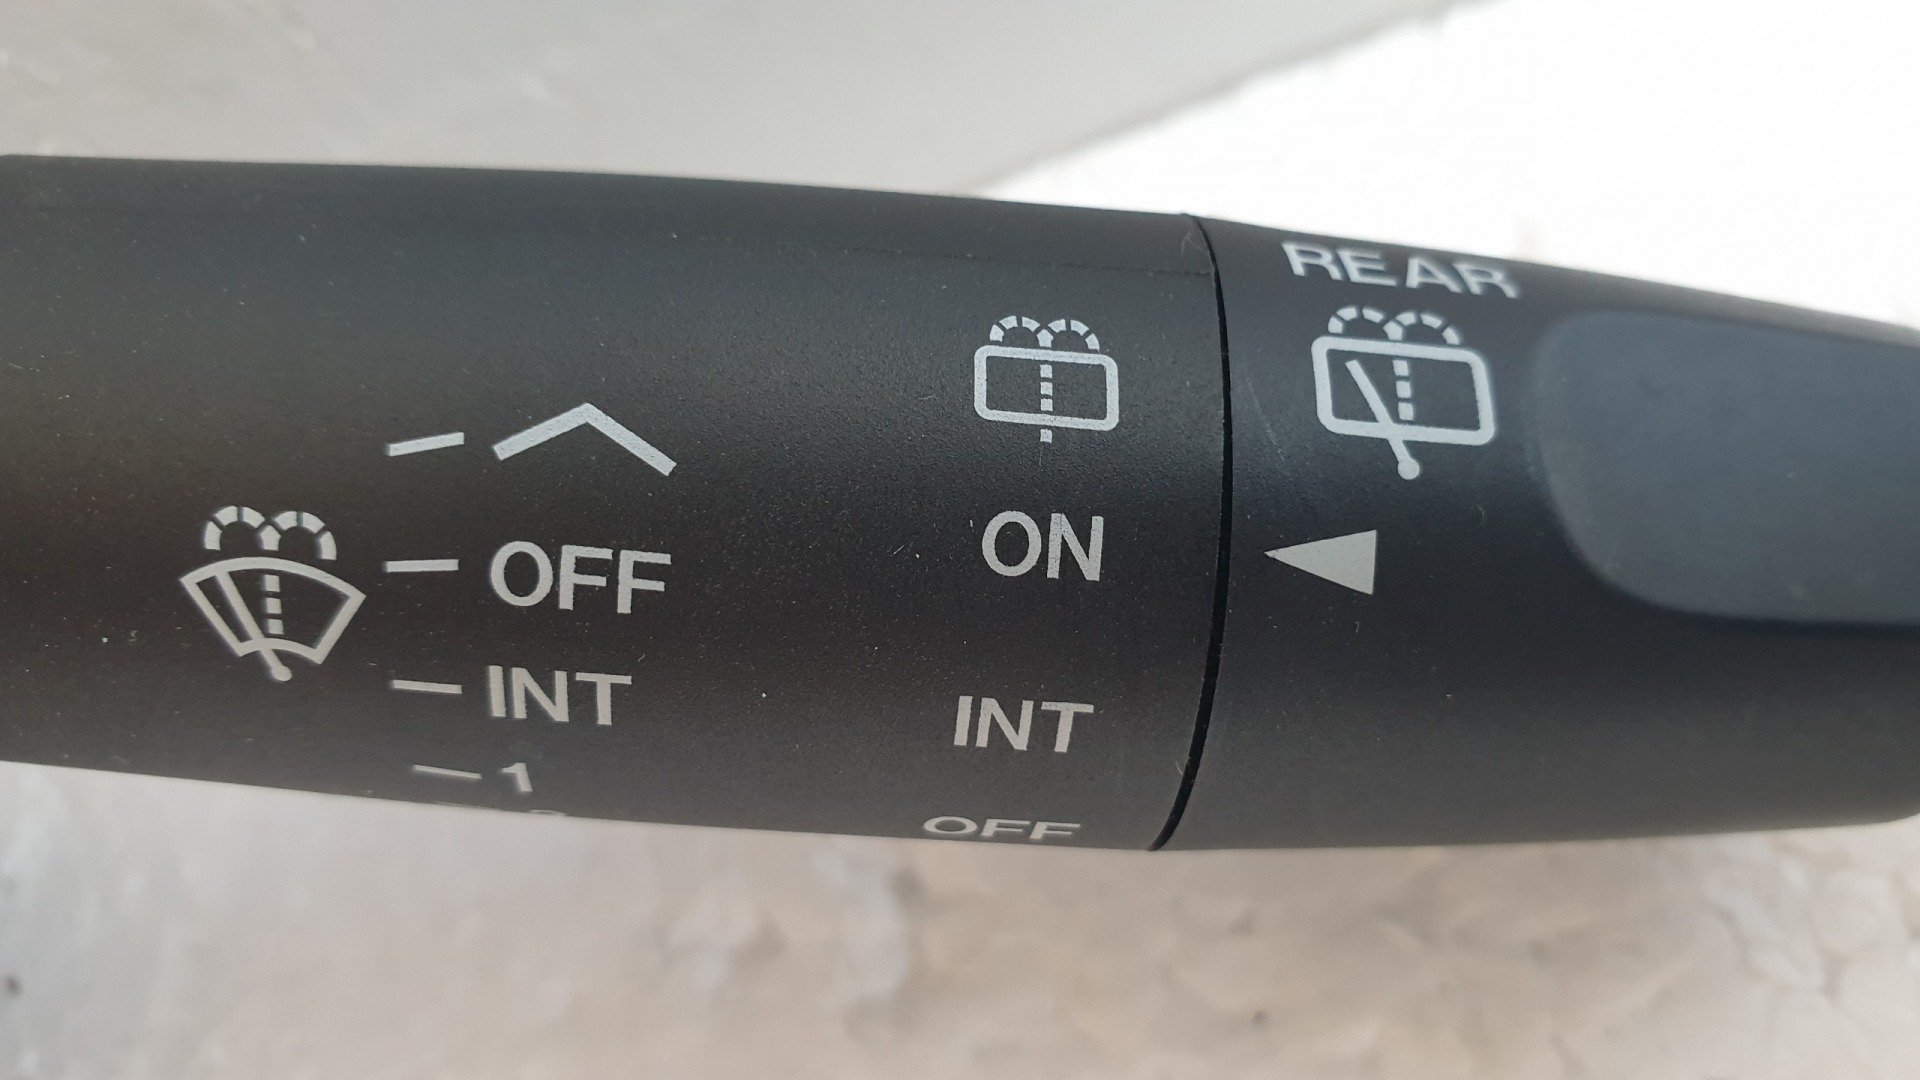 REAR
ON
OFF
INT
INT
1
OFF